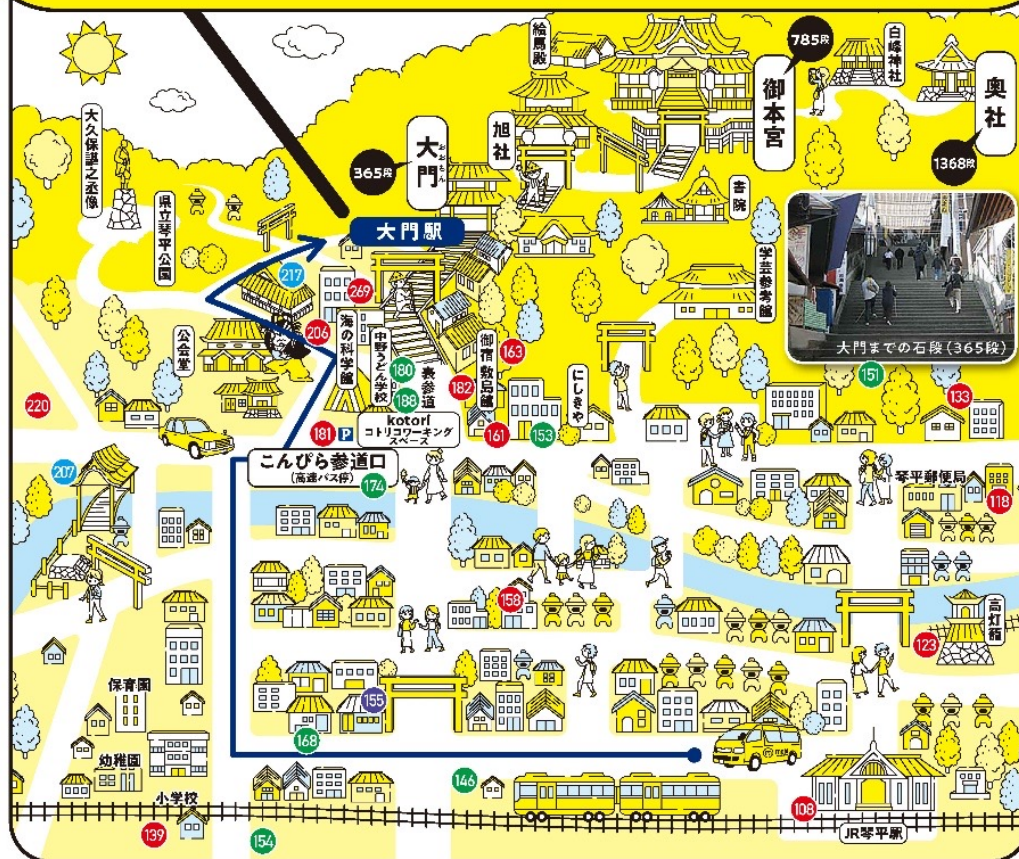 785段
白峰神社
奥社
1368段
御本宮
絵馬殿
旭社
365段
大門
おおもん
大久保諶之丞像
県立琴平公園
大門駅
書院
学芸参考館
大門までの石段(365段)
217
269
206
海の科学館
中野うどん学校
180
188
表参道
182
御宿敷島館
163
にしきや
151
133
公会堂
220
181
P
kotori
コトリコワーキング
スペース
161
153
こんぴら参道口
(高速バス停)
174
207
琴平郵便局
118
158
高灯籠
123
保育園
幼稚園
小学校
155
168
146
108
JR琴平駅
139
154